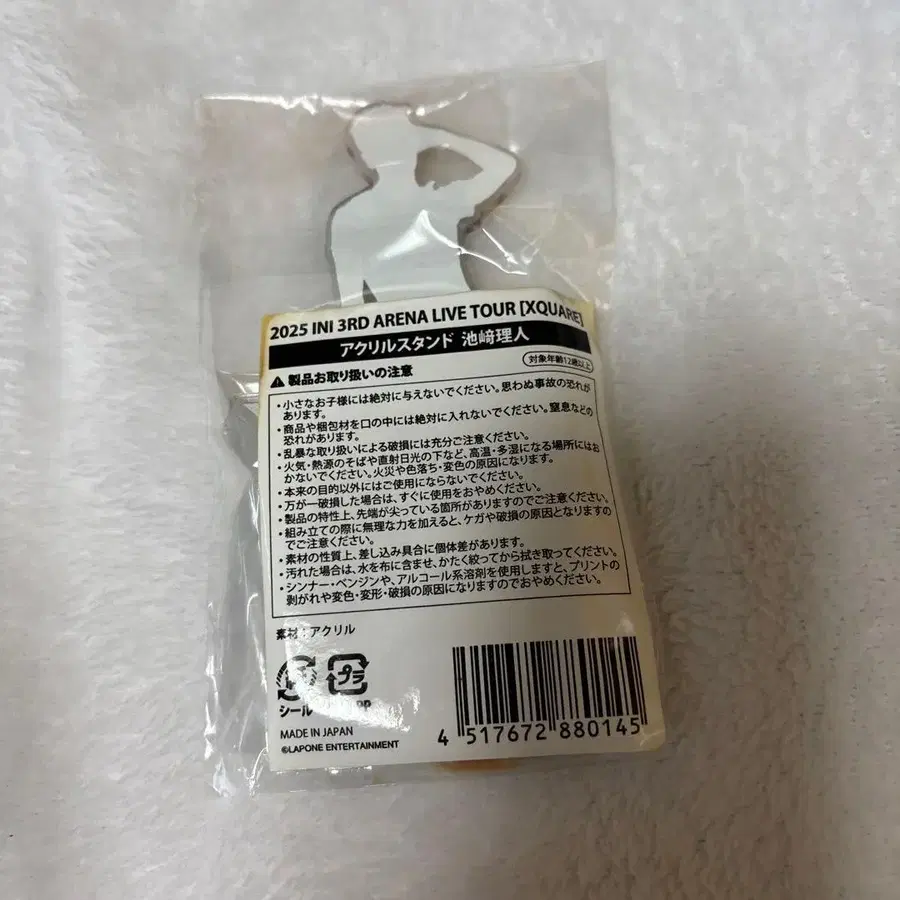 2025 INI 3RD ARENA LIVE TOUR [XQUARE]
アクリルスタンド 池﨑理人
対象年齢12歳以上
製品お取り扱いの注意
・小さなお子様には絶対に与えないでください。思わぬ事故の恐れが
あります。
・商品や梱包材を口の中には絶対に入れないでください。窒息などの
恐れがあります。
・乱暴な取り扱いによる破損には充分ご注意ください。
・火気・熱源のそばや直射日光の下など、高温・多湿になる場所にはお
かないでください。火災や色落ち・変色の原因になります。
・本来の目的以外にはご使用にならないでください。
・万が一破損した場合は、すぐに使用をおやめください。
・製品の特性上、先端が尖っている箇所がありますのでご注意ください。
・組み立ての際に無理な力を加えると、ケガや破損の原因となりますの
でご注意ください。
・素材の性質上、差し込み具合に個体差があります。
・汚れた場合は、水を布に含ませ、かたく絞ってから拭き取ってください。
・シンナー・ベンジンや、アルコール系溶剤を使用しますと、プリントの
剥がれや変色・変形・破損の原因になりますのでおやめください。
素材：アクリル
プラ
シール
PP
MADE IN JAPAN
©LAPONE ENTERTAINMENT
4 517672 880145